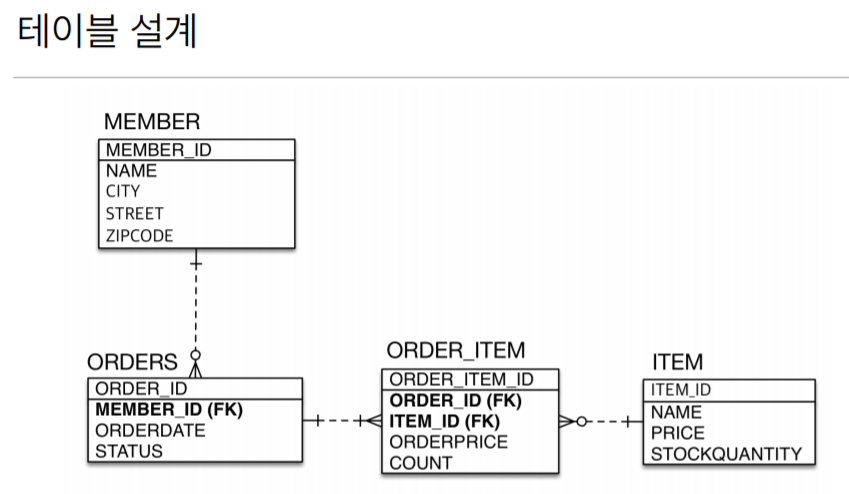 테이블 설계
MEMBER
MEMBER_ID
NAME
CITY
STREET
ZIPCODE
ORDERS
ORDER_ID
MEMBER_ID (FK)
ORDERDATE
STATUS
ORDER_ITEM
ORDER_ITEM_ID
ORDER_ID (FK)
ITEM_ID (FK)
ORDERPRICE
COUNT
ITEM
ITEM_ID
NAME
PRICE
STOCKQUANTITY